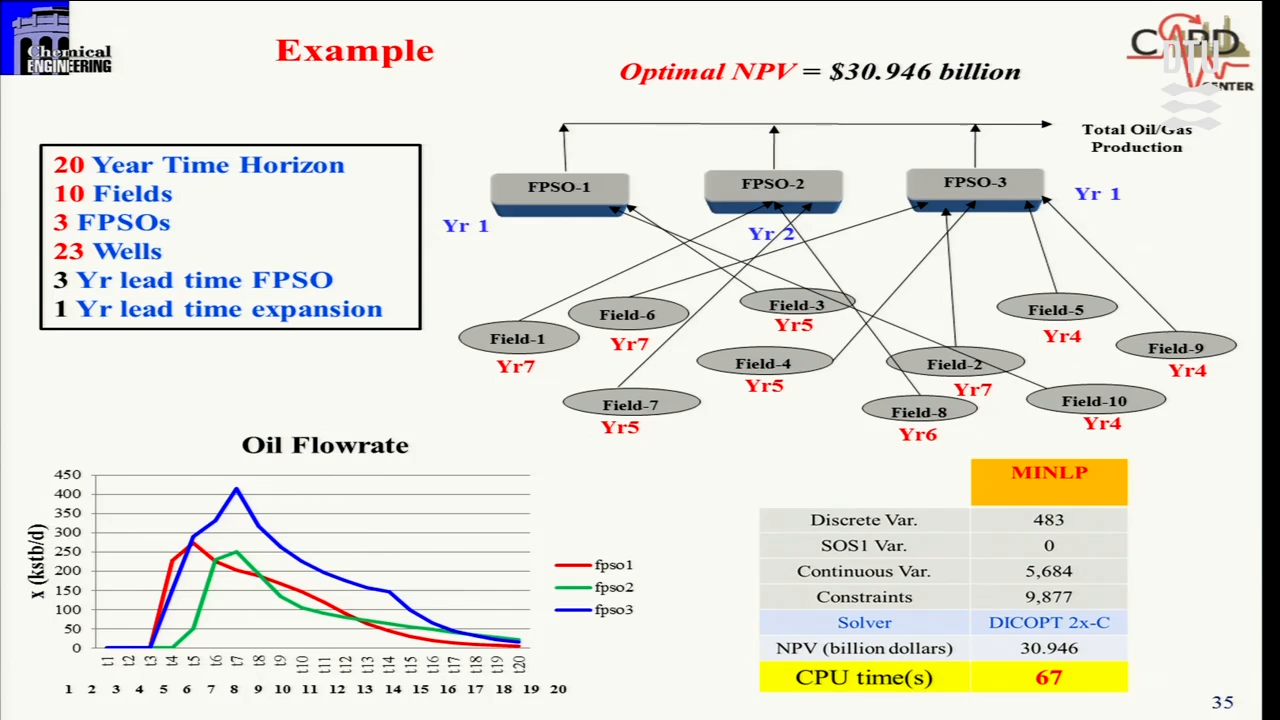 Chemical
ENGINEERING
Example
CAPD
CENTER
DTU
Optimal NPV = $30.946 billion
20 Year Time Horizon
10 Fields
3 FPSOs
23 Wells
3 Yr lead time FPSO
1 Yr lead time expansion
Total Oil/Gas
Production
FPSO-1
FPSO-2
FPSO-3
Yr 1
Yr 2
Yr 1
Field-1
Yr7
Field-6
Yr7
Field-3
Yr5
Field-5
Yr4
Field-4
Yr5
Field-2
Yr7
Field-9
Yr4
Field-7
Yr5
Field-8
Yr6
Field-10
Yr4
Oil Flowrate
x (kstb/d)
450
400
350
300
250
200
150
100
50
0
t1 t2 t3 t4 t5 t6 t7 t8 t9 t10 t11 t12 t13 t14 t15 t16 t17 t18 t19 t20
1 2 3 4 5 6 7 8 9 10 11 12 13 14 15 16 17 18 19 20
fpso1
fpso2
fpso3
MINLP
Discrete Var. 483
SOS1 Var. 0
Continuous Var. 5,684
Constraints 9,877
Solver DICOPT 2x-C
NPV (billion dollars) 30.946
CPU time(s) 67
35